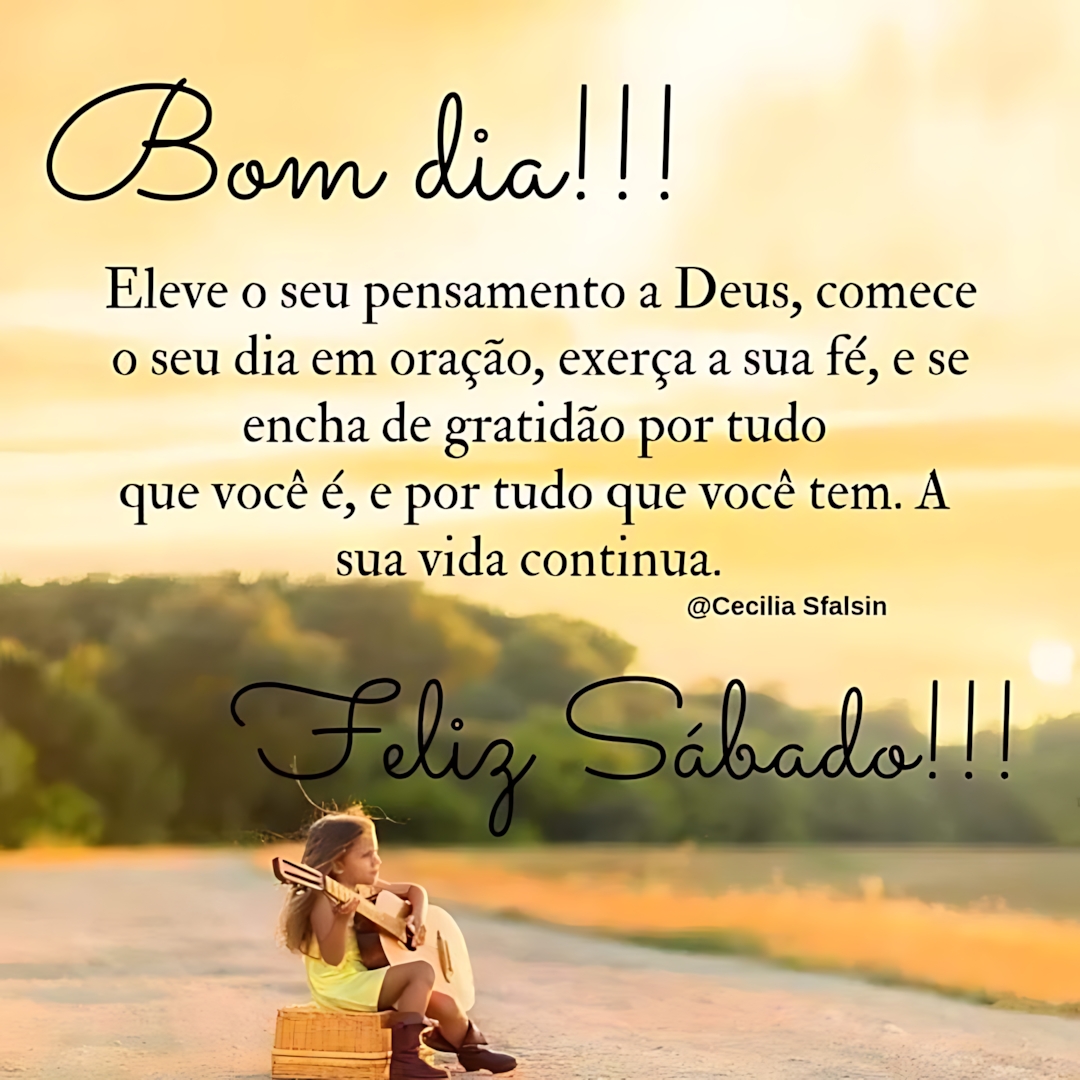 Bom dia!!!
Eleve o seu pensamento a Deus, comece
o seu dia em oração, exerça a sua fé, e se
encha de gratidão por tudo
que você é, e por tudo que você tem. A
sua vida continua.
@Cecilia Sfalsin
Feliz Sábado!!!